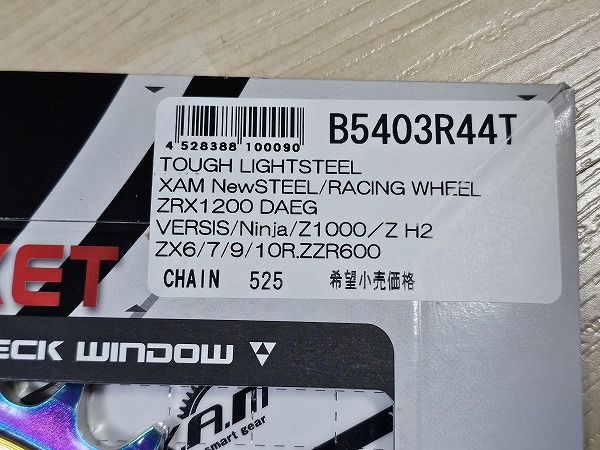 4 528388 100090
B5403R44T
TOUGH LIGHTSTEEL
XAM NewSTEEL/RACING WHEEL
ZRX1200 DAEG
VERSIS/Ninja/Z1000/Z H2
ZX6/7/9/10R.ZZR600
CHAIN 525 希望小売価格
KET
ECK WINDOW
.A.M
smart gear